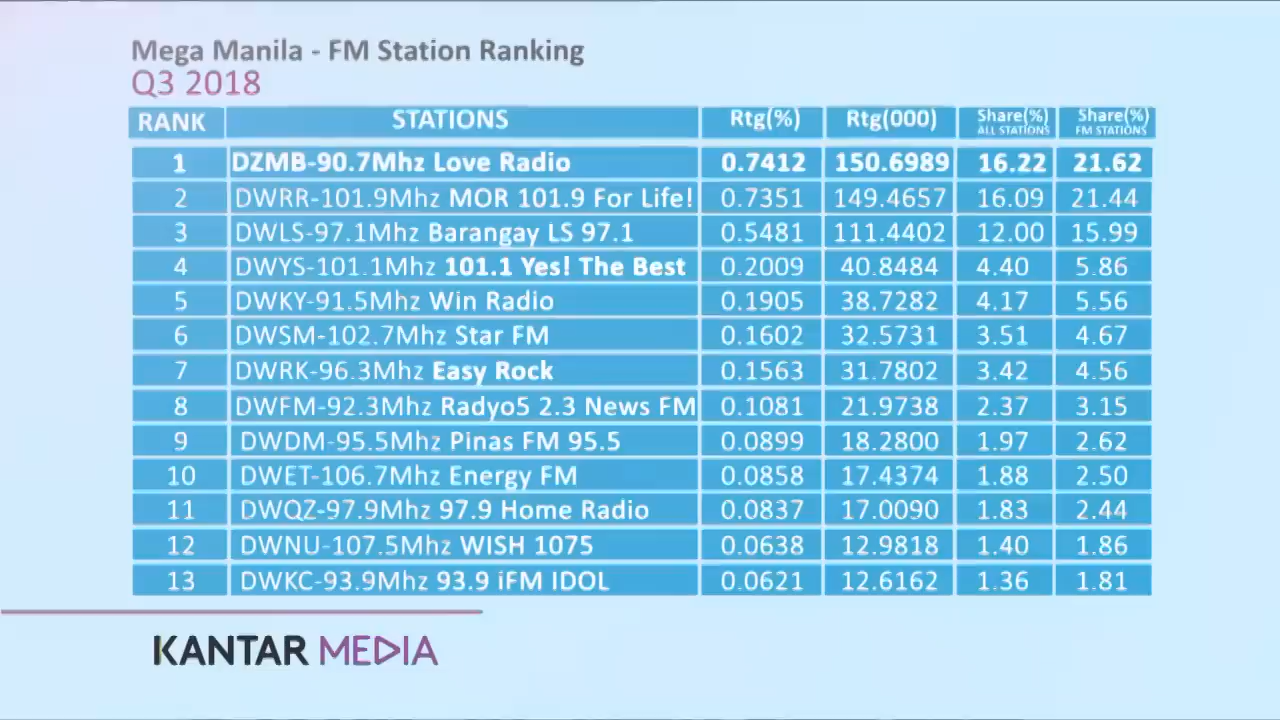 Mega Manila - FM Station Ranking
Q3 2018
RANK STATIONS Rtg(%) Rtg(000) Share(%) ALL STATIONS Share(%) FM STATIONS
1 DZMB-90.7Mhz Love Radio 0.7412 150.6989 16.22 21.62
2 DWRR-101.9Mhz MOR 101.9 For Life! 0.7351 149.4657 16.09 21.44
3 DWLS-97.1Mhz Barangay LS 97.1 0.5481 111.4402 12.00 15.99
4 DWYS-101.1Mhz 101.1 Yes! The Best 0.2009 40.8484 4.40 5.86
5 DWKY-91.5Mhz Win Radio 0.1905 38.7282 4.17 5.56
6 DWSM-102.7Mhz Star FM 0.1602 32.5731 3.51 4.67
7 DWRK-96.3Mhz Easy Rock 0.1563 31.7802 3.42 4.56
8 DWFM-92.3Mhz Radyo5 2.3 News FM 0.1081 21.9738 2.37 3.15
9 DWDM-95.5Mhz Pinas FM 95.5 0.0899 18.2800 1.97 2.62
10 DWET-106.7Mhz Energy FM 0.0858 17.4374 1.88 2.50
11 DWQZ-97.9Mhz 97.9 Home Radio 0.0837 17.0090 1.83 2.44
12 DWNU-107.5Mhz WISH 1075 0.0638 12.9818 1.40 1.86
13 DWKC-93.9Mhz 93.9 iFM IDOL 0.0621 12.6162 1.36 1.81
KANTAR MEDIA